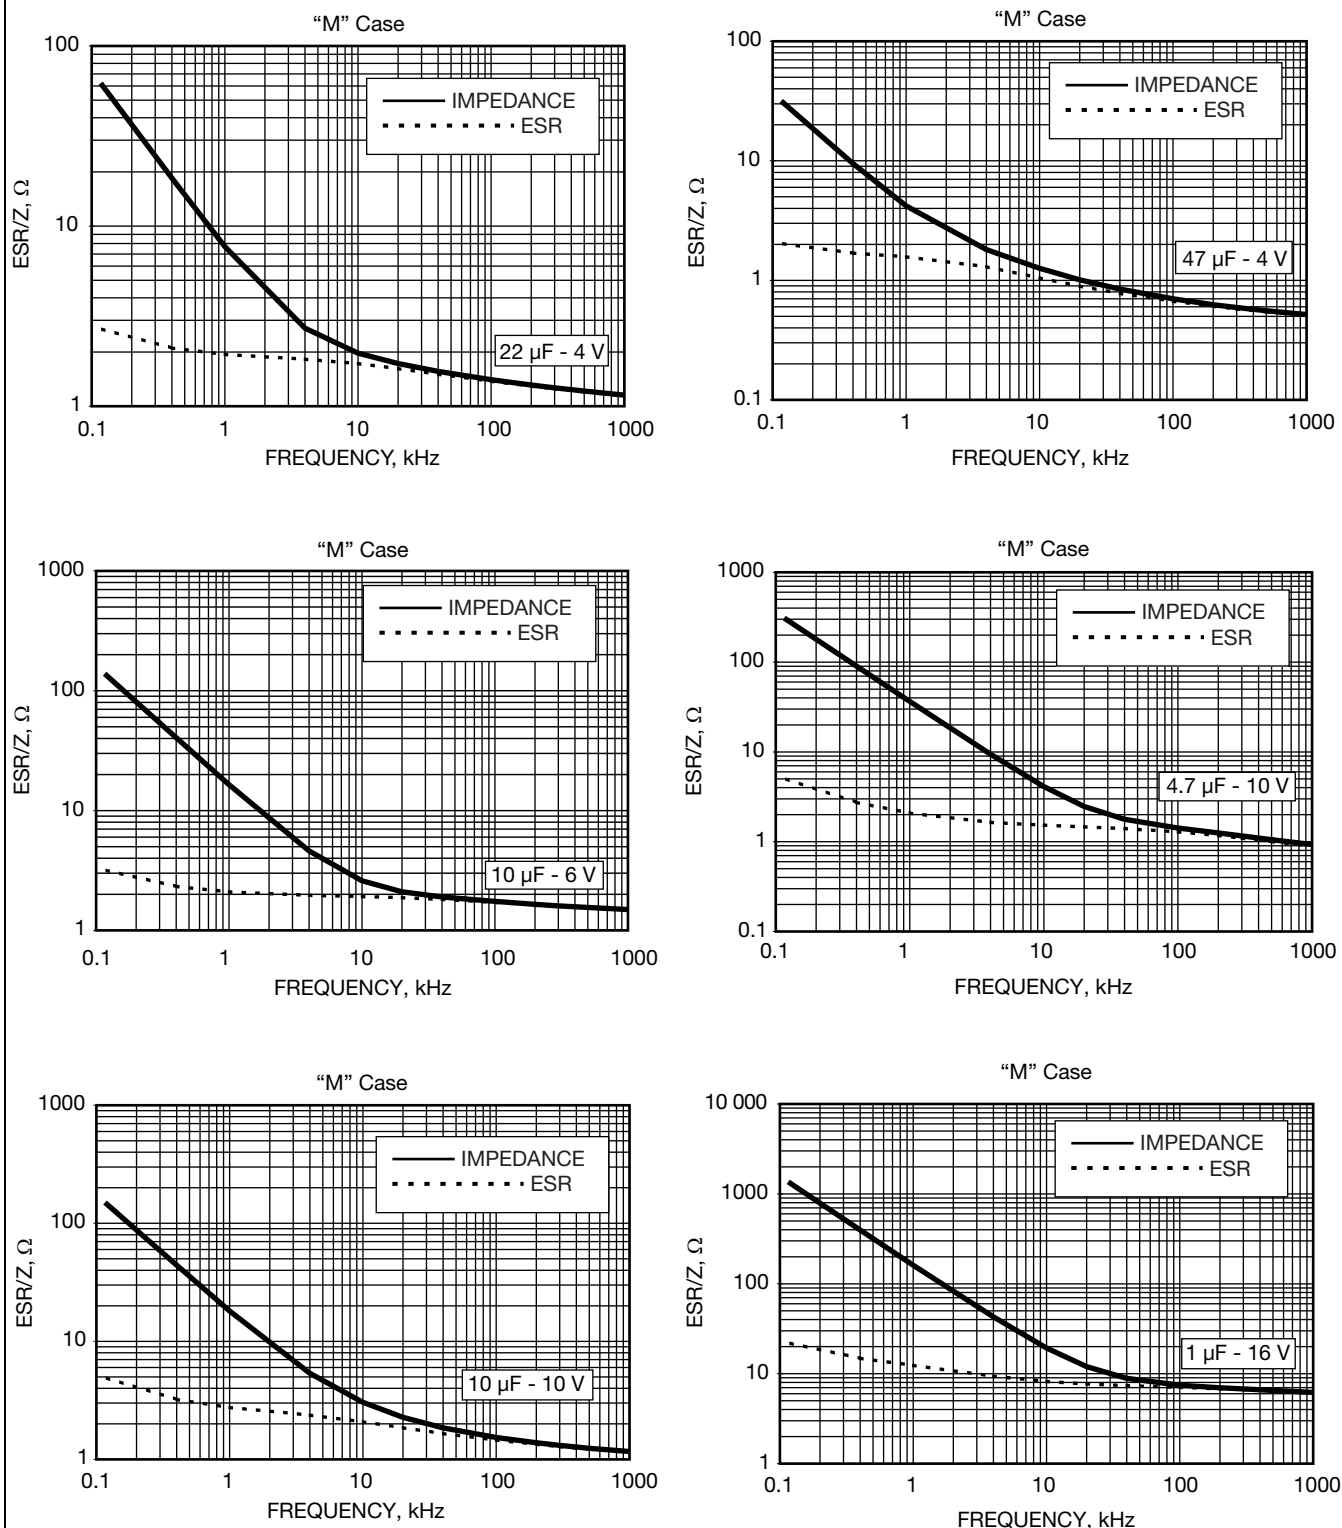 “M” Case
100
10
1
ESR/Z, Ω
IMPEDANCE
ESR
22 µF - 4 V
0.1 1 10 100 1000
FREQUENCY, kHz
“M” Case
100
10
1
0.1
ESR/Z, Ω
IMPEDANCE
ESR
47 µF - 4 V
0.1 1 10 100 1000
FREQUENCY, kHz
“M” Case
1000
100
10
1
ESR/Z, Ω
IMPEDANCE
ESR
10 µF - 6 V
0.1 1 10 100 1000
FREQUENCY, kHz
“M” Case
1000
100
10
1
0.1
ESR/Z, Ω
IMPEDANCE
ESR
4.7 µF - 10 V
0.1 1 10 100 1000
FREQUENCY, kHz
“M” Case
1000
100
10
1
ESR/Z, Ω
IMPEDANCE
ESR
10 µF - 10 V
0.1 1 10 100 1000
FREQUENCY, kHz
“M” Case
10 000
1000
100
10
1
ESR/Z, Ω
IMPEDANCE
ESR
1 µF - 16 V
0.1 1 10 100 1000
FREQUENCY, kHz